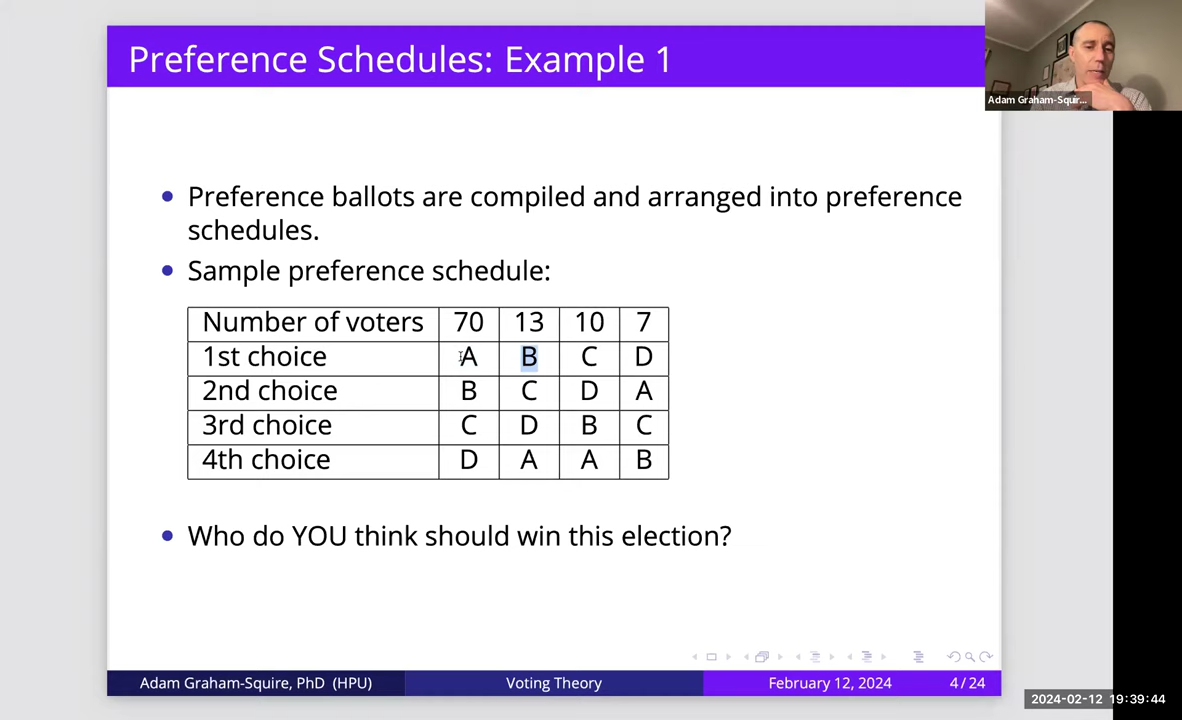 Preference Schedules: Example 1
Adam Graham-Squir...
Preference ballots are compiled and arranged into preference
schedules.
Sample preference schedule:
Number of voters 70 13 10 7
1st choice A B C D
2nd choice B C D A
3rd choice C D B C
4th choice D A A B
Who do YOU think should win this election?
Adam Graham-Squire, PhD (HPU) Voting Theory February 12, 2024 4 / 24
2024-02-12 19:39:44